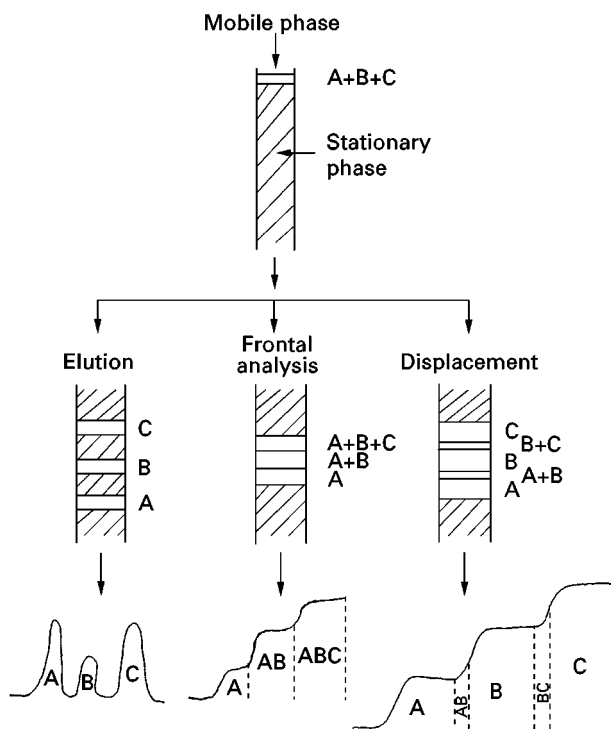 Mobile phase
A+B+C
Stationary
phase
Elution
Frontal
analysis
Displacement
C
B
A
A+B+C
A+B
A
C
B+C
B
A+B
A
A
B
C
A
AB
ABC
A
AB
B
BC
C